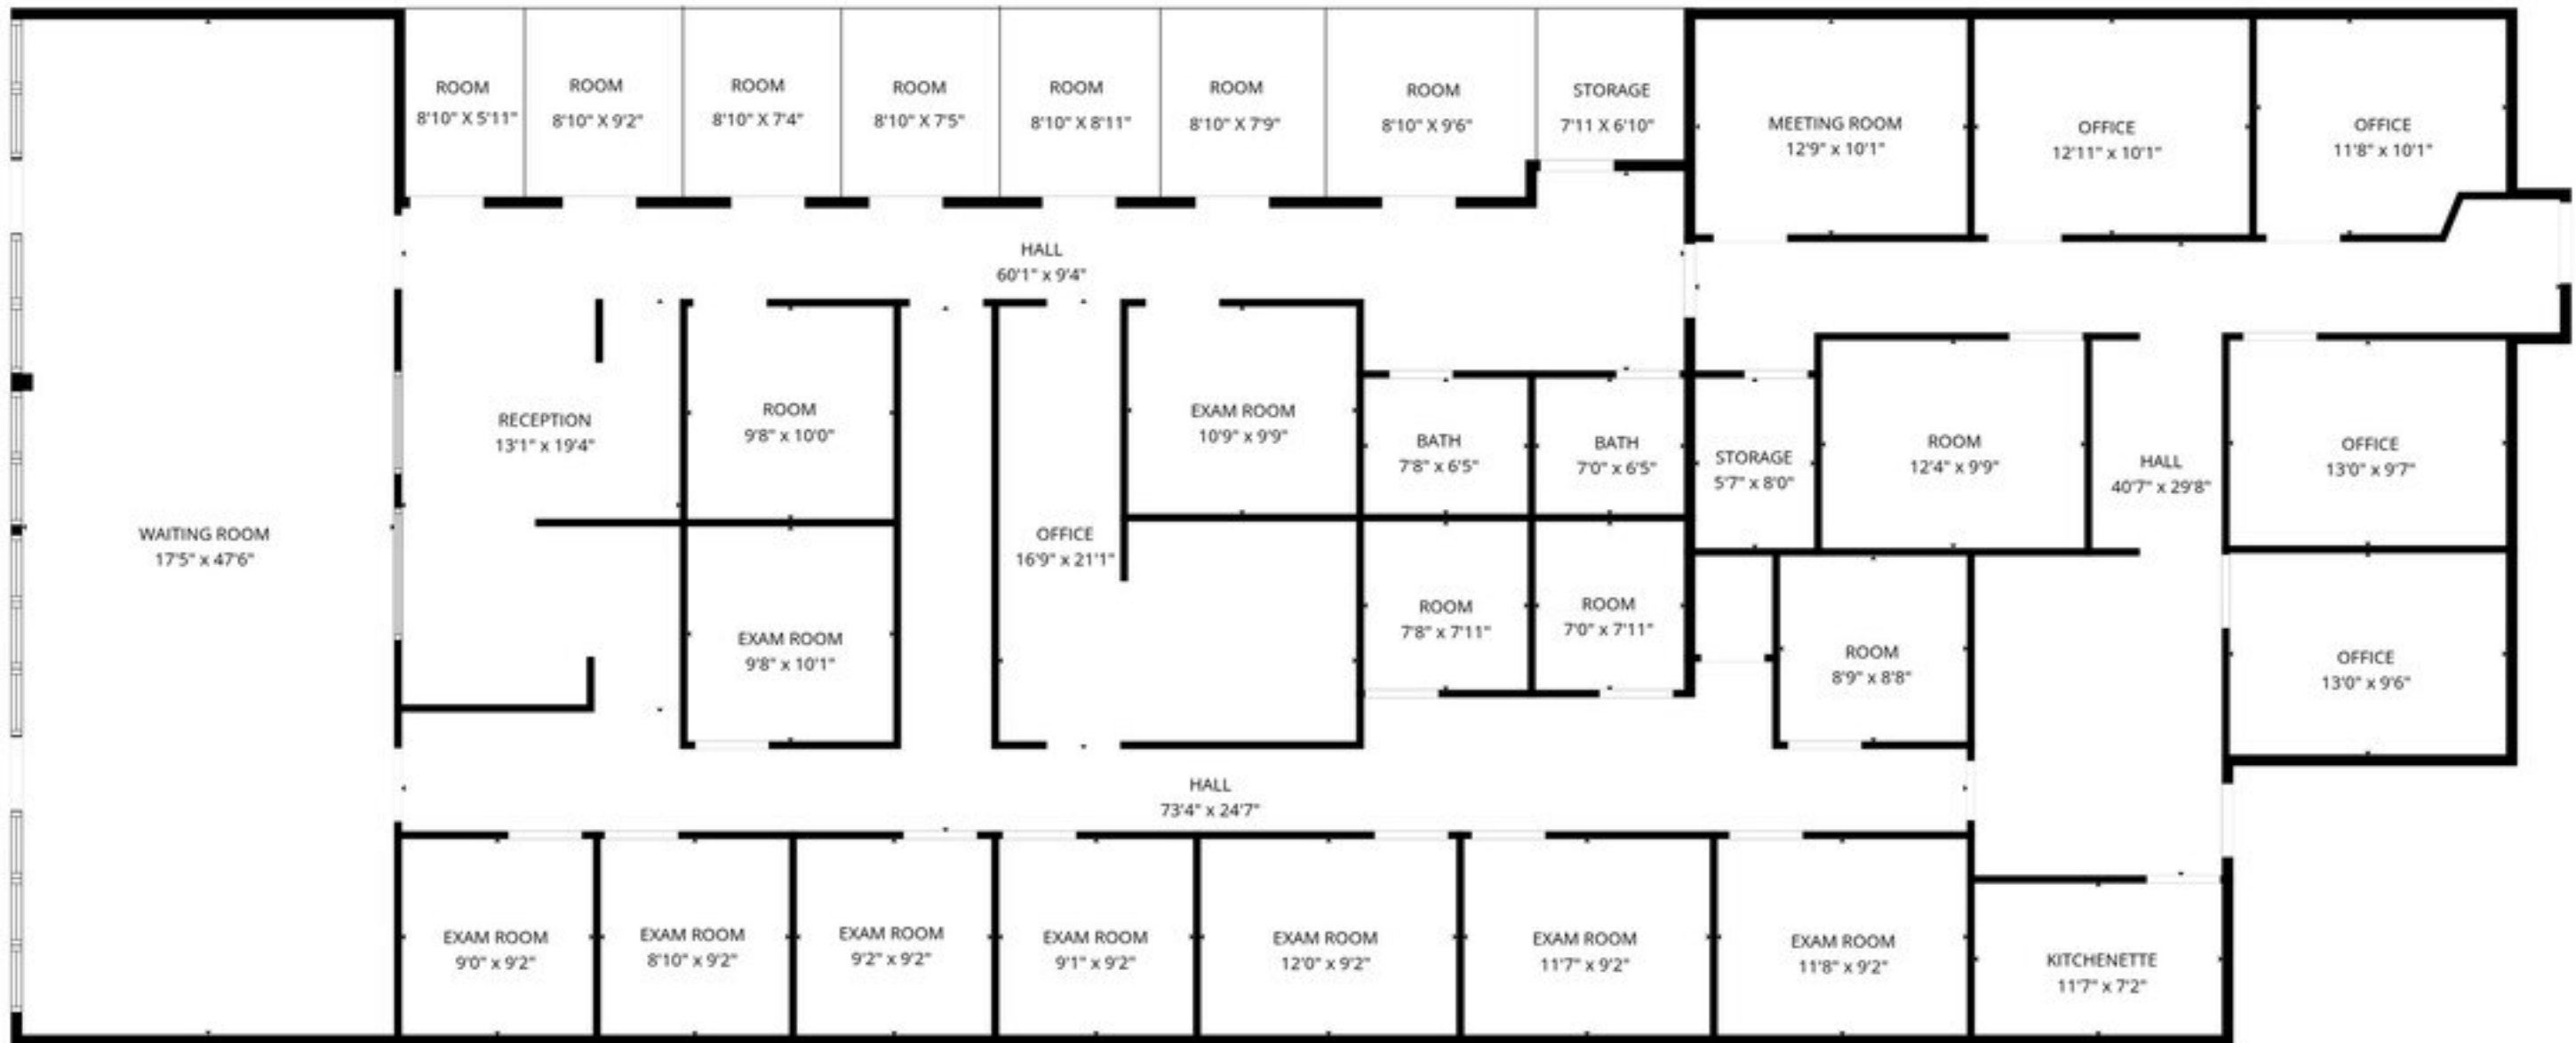 ROOM
8'10" X 5'11"
ROOM
8'10" X 9'2"
ROOM
8'10" X 7'4"
ROOM
8'10" X 7'5"
ROOM
8'10" X 8'11"
ROOM
8'10" X 7'9"
ROOM
8'10" X 9'6"
STORAGE
7'11 X 6'10"
MEETING ROOM
12'9" x 10'1"
OFFICE
12'11" x 10'1"
OFFICE
11'8" x 10'1"
HALL
60'1" x 9'4"
RECEPTION
13'1" x 19'4"
ROOM
9'8" x 10'0"
EXAM ROOM
10'9" x 9'9"
BATH
7'8" x 6'5"
BATH
7'0" x 6'5"
STORAGE
5'7" x 8'0"
ROOM
12'4" x 9'9"
HALL
40'7" x 29'8"
OFFICE
13'0" x 9'7"
WAITING ROOM
17'5" x 47'6"
OFFICE
16'9" x 21'1"
EXAM ROOM
9'8" x 10'1"
ROOM
7'8" x 7'11"
ROOM
7'0" x 7'11"
ROOM
8'9" x 8'8"
OFFICE
13'0" x 9'6"
HALL
73'4" x 24'7"
EXAM ROOM
9'0" x 9'2"
EXAM ROOM
8'10" x 9'2"
EXAM ROOM
9'2" x 9'2"
EXAM ROOM
9'1" x 9'2"
EXAM ROOM
12'0" x 9'2"
EXAM ROOM
11'7" x 9'2"
EXAM ROOM
11'8" x 9'2"
KITCHENETTE
11'7" x 7'2"